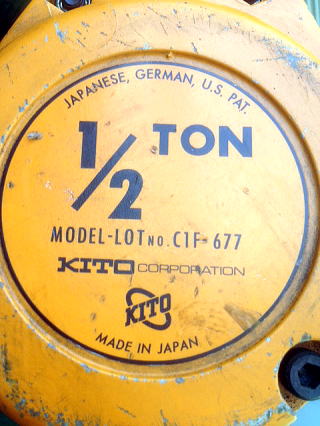 JAPANESE, GERMAN, U.S. PAT.
1/2 TON
MODEL-LOT NO. C1F-677
KITO CORPORATION
KITO
MADE IN JAPAN